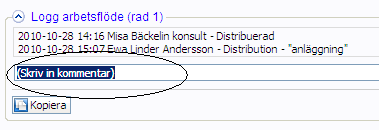 Logg arbetsflöde (rad 1)
2010-10-28 14:16 Misa Bäckelin konsult - Distribuerad
2010-10-28 15:07 Ewa Linder Andersson - Distribution - "anläggning"
(Skriv in kommentar)
Kopiera